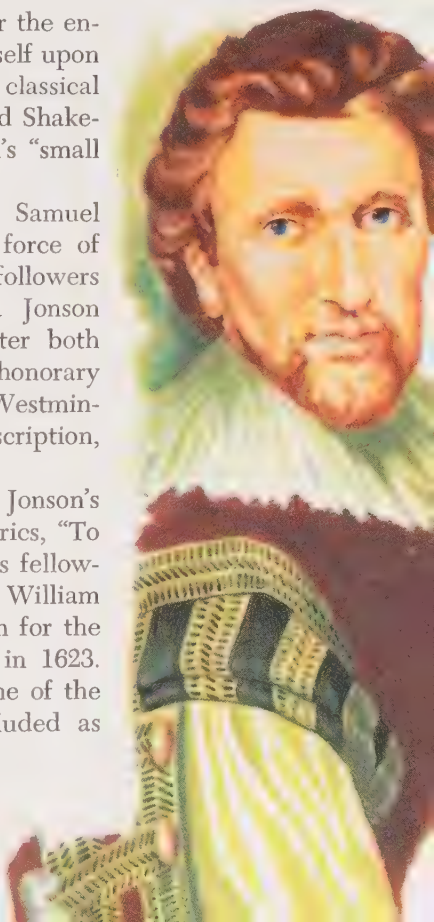 r the en-
self upon
classical
d Shake-
's “small
Samuel
force of
followers
Jonson
ter both
honorary
Westmin-
scription,
Jonson's
rics, “To
s fellow-
William
n for the
in 1623.
ne of the
luded as